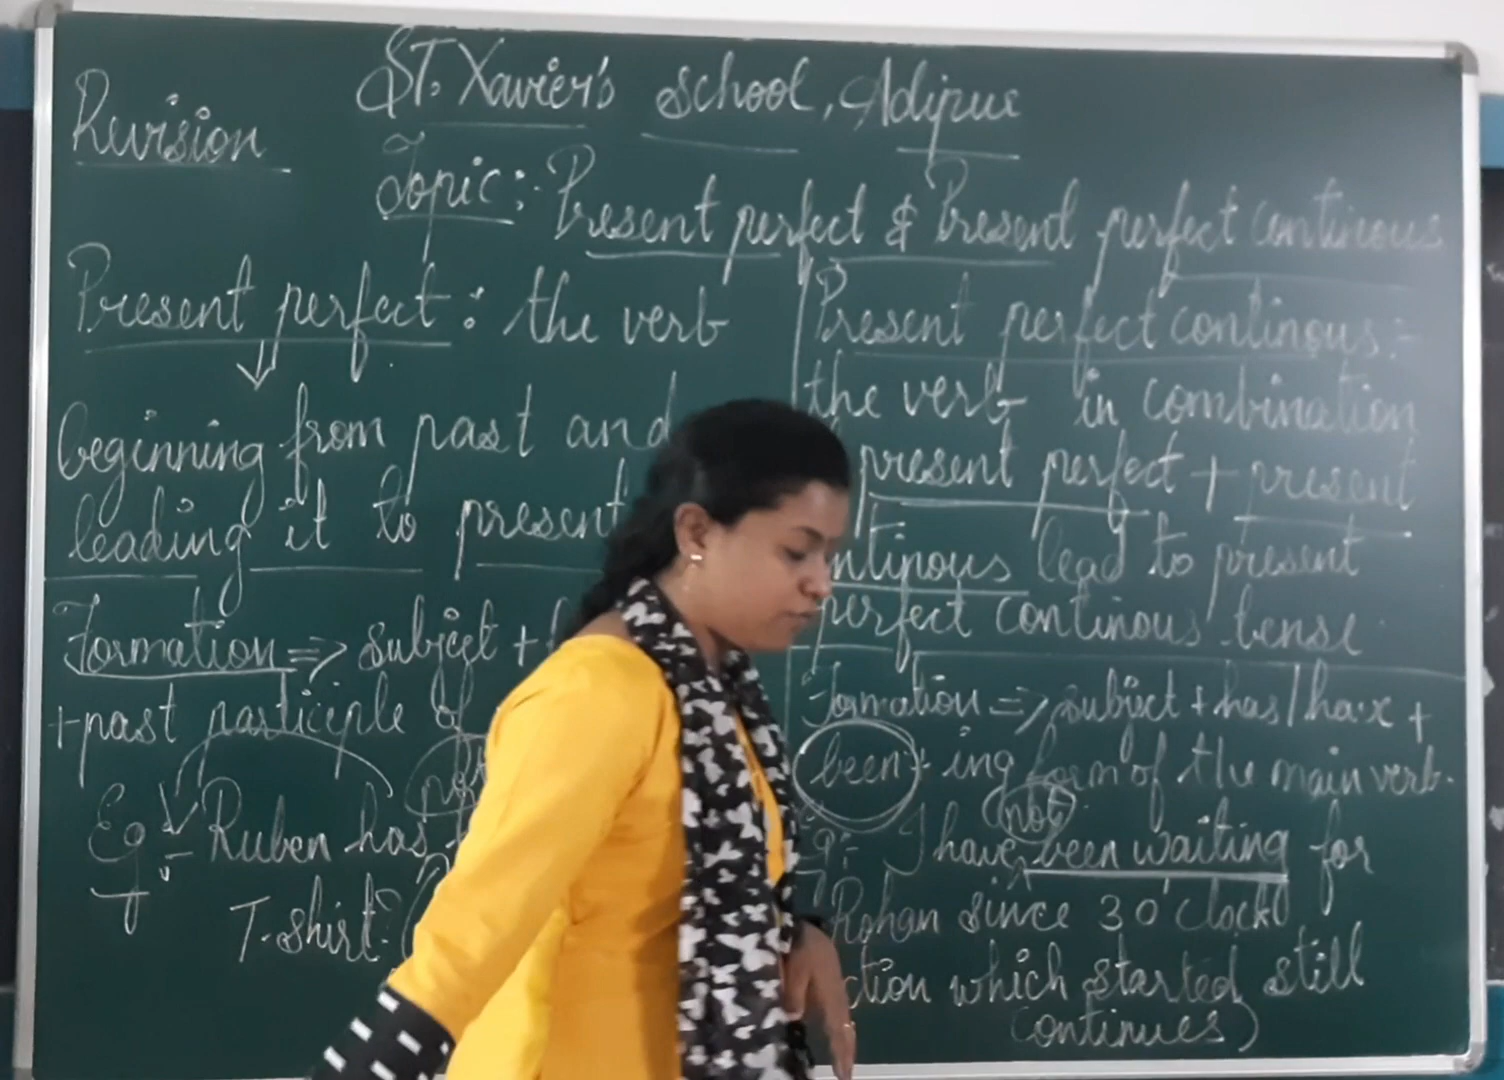 Revision
ST. Xavier's School, Adipur
Topic:- Present perfect & Present perfect continous
Present perfect: the verb
beginning from past and
leading it to present
Formation => subject +
+ past participle of
Eg:- Ruben has
T-shirt.
Present perfect continous:-
the verb in combination
present perfect + present
ntinous lead to present
perfect continous tense
Formation => subject + has/have +
been + ing form of the main verb.
not
I have been waiting for
Rohan since 3 o'clock
ction which started still
continues)